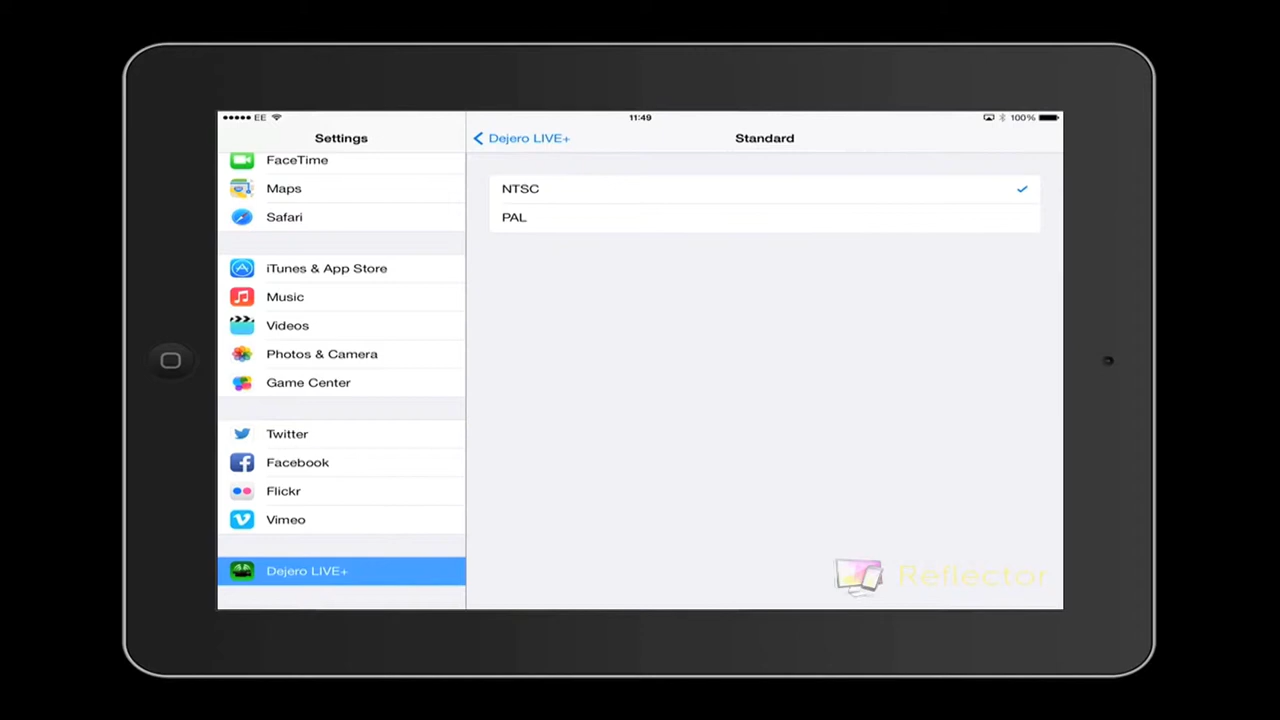 EE 11:49 100%
Settings
FaceTime
Maps
Safari
iTunes & App Store
Music
Videos
Photos & Camera
Game Center
Twitter
Facebook
Flickr
Vimeo
Dejero LIVE+
Dejero LIVE+ Standard
NTSC
PAL
Reflector